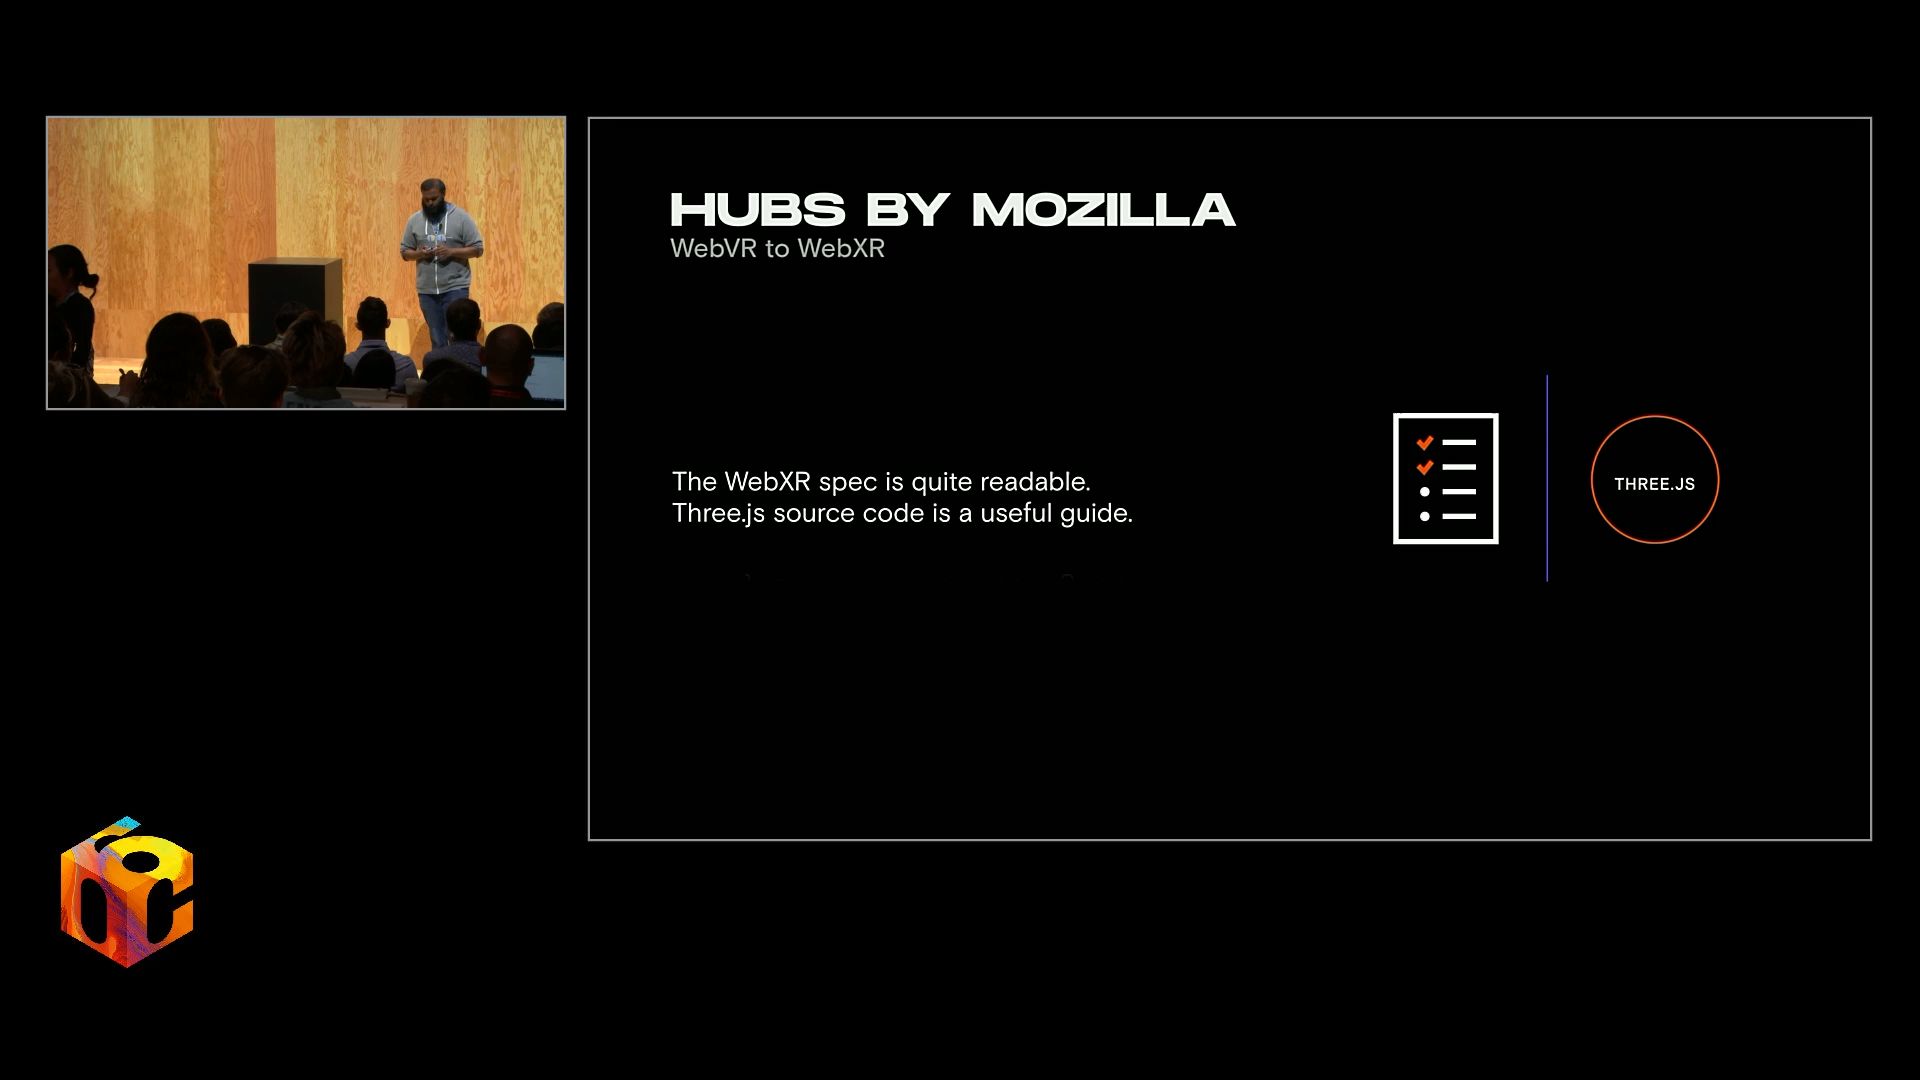 HUBS BY MOZILLA
WebVR to WebXR
The WebXR spec is quite readable.
Three.js source code is a useful guide.
THREE.JS